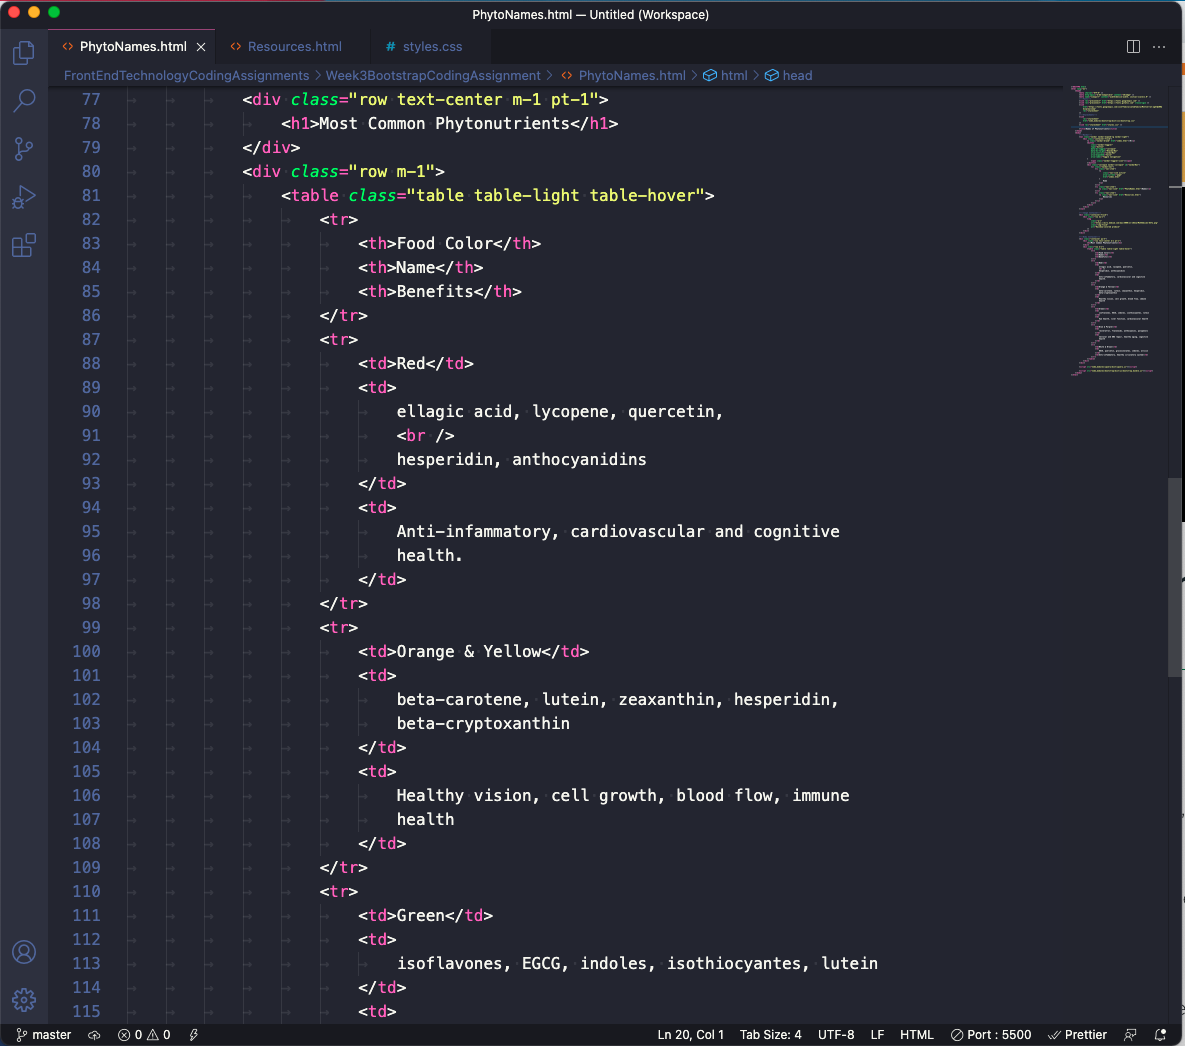 PhytoNames.html — Untitled (Workspace)
PhytoNames.html Resources.html styles.css
FrontEndTechnologyCodingAssignments > Week3BootstrapCodingAssignment > PhytoNames.html > html > head
77 <div class="row text-center m-1 pt-1">
78 <h1>Most Common Phytonutrients</h1>
79 </div>
80 <div class="row m-1">
81 <table class="table table-light table-hover">
82 <tr>
83 <th>Food Color</th>
84 <th>Name</th>
85 <th>Benefits</th>
86 </tr>
87 <tr>
88 <td>Red</td>
89 <td>
90 ellagic acid, lycopene, quercetin,
91 <br />
92 hesperidin, anthocyanidins
93 </td>
94 <td>
95 Anti-infammatory, cardiovascular and cognitive
96 health.
97 </td>
98 </tr>
99 <tr>
100 <td>Orange & Yellow</td>
101 <td>
102 beta-carotene, lutein, zeaxanthin, hesperidin,
103 beta-cryptoxanthin
104 </td>
105 <td>
106 Healthy vision, cell growth, blood flow, immune
107 health
108 </td>
109 </tr>
110 <tr>
111 <td>Green</td>
112 <td>
113 isoflavones, EGCG, indoles, isothiocyantes, lutein
114 </td>
115 <td>
master 0 0 Ln 20, Col 1 Tab Size: 4 UTF-8 LF HTML Port : 5500 Prettier